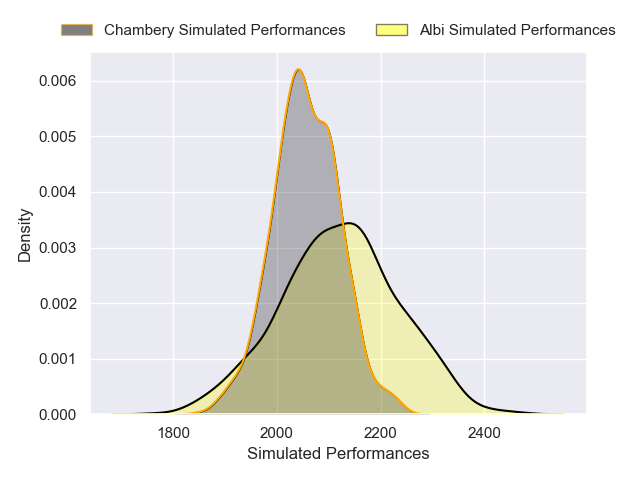 Chambery Simulated Performances Albi Simulated Performances
0.006
0.005
0.004
0.003
0.002
0.001
0.000
Density
1800 2000 2200 2400
Simulated Performances